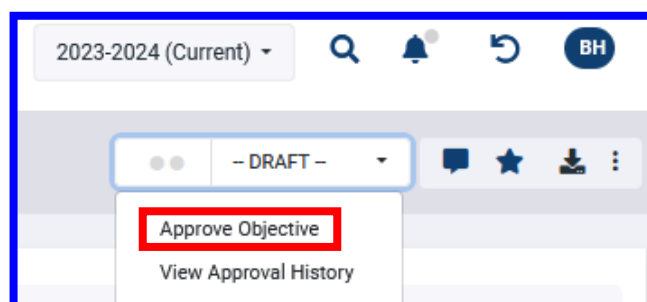 2023-2024 (Current)
BH
-- DRAFT --
Approve Objective
View Approval History